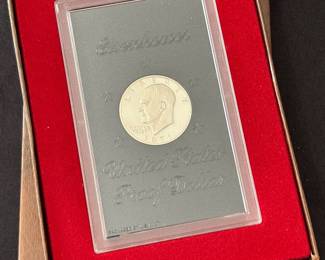 Eisenhower
LIBERTY
United States
Proof Dollar